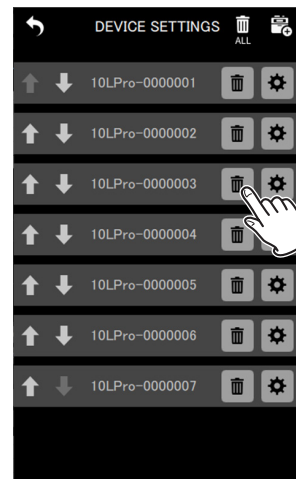 DEVICE SETTINGS
ALL
10LPro-0000001
10LPro-0000002
10LPro-0000003
10LPro-0000004
10LPro-0000005
10LPro-0000006
10LPro-0000007